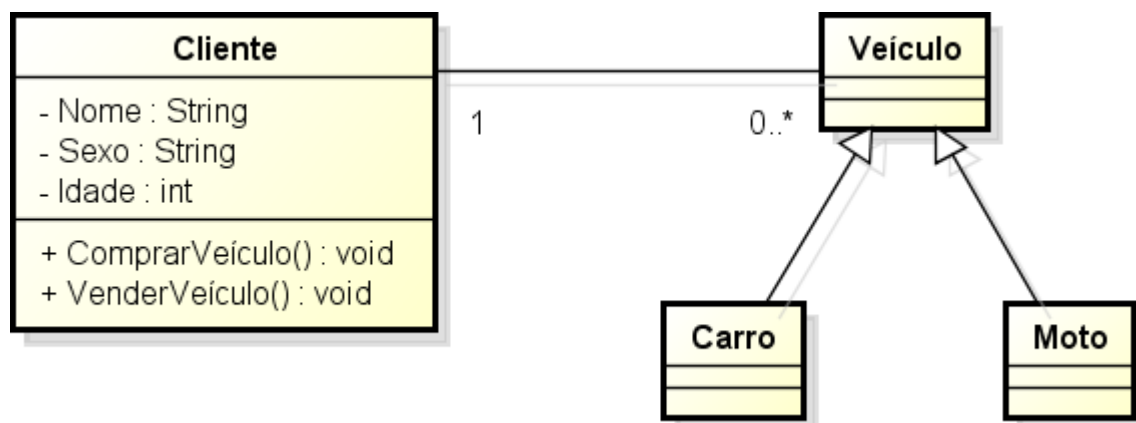 Cliente
- Nome : String
- Sexo : String
- Idade : int
+ ComprarVeículo() : void
+ VenderVeículo() : void
1
0..*
Veículo
Carro
Moto